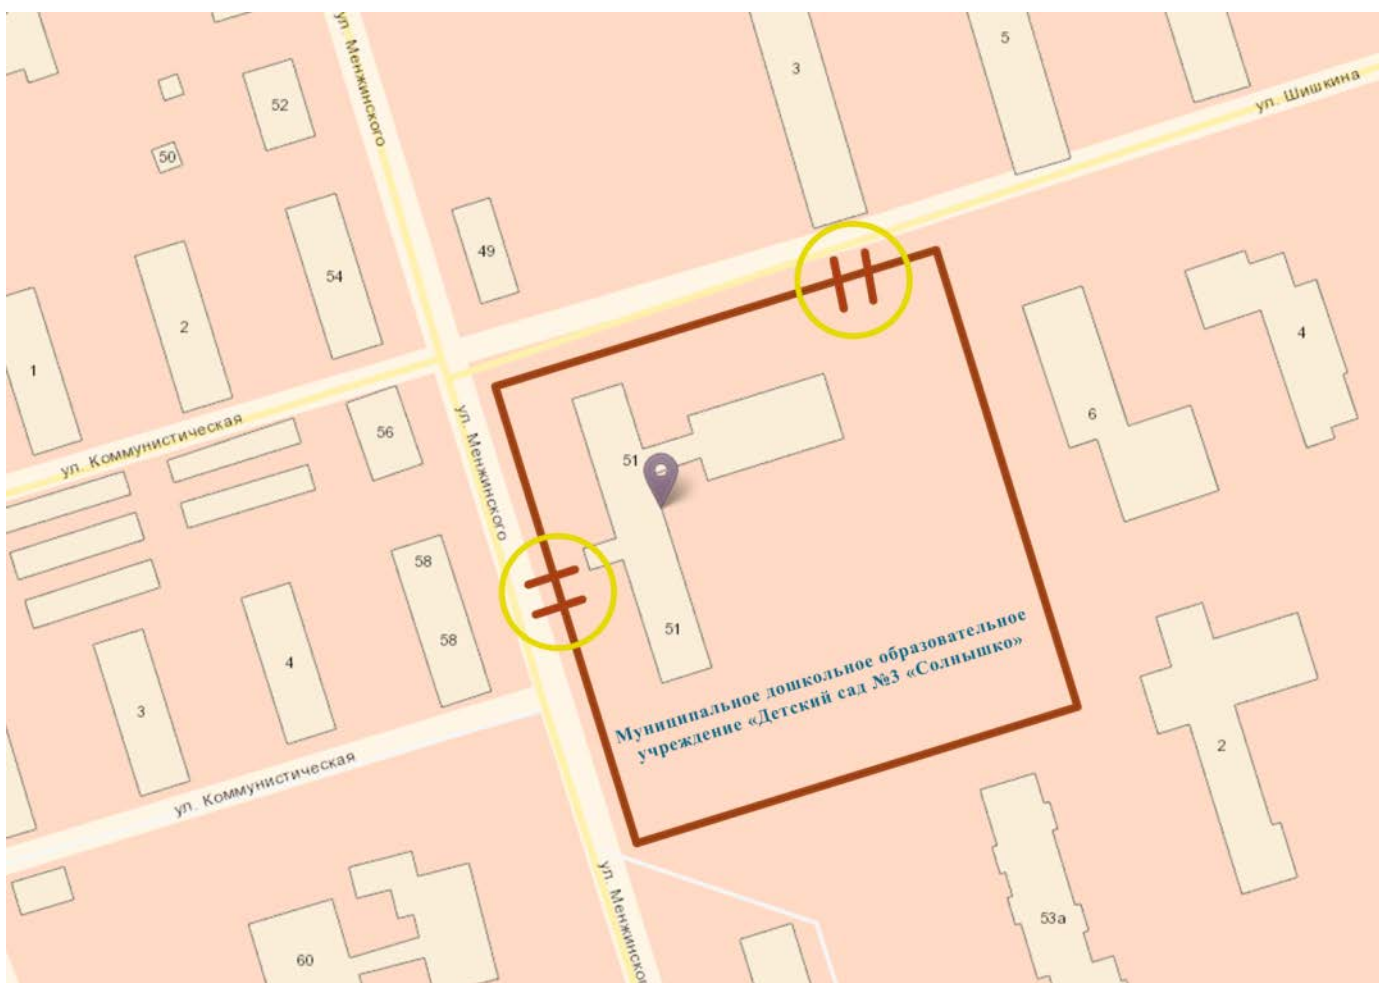 ул. Менжинского
3
5
52
ул. Шишкина
50
49
54
2
1
4
6
56
ул. Коммунистическая
51
ул. Менжинского
58
58
51
4
3
Муниципальное дошкольное образовательное
учреждение «Детский сад №3 «Солнышко»
2
ул. Коммунистическая
ул. Менжинского
53а
60